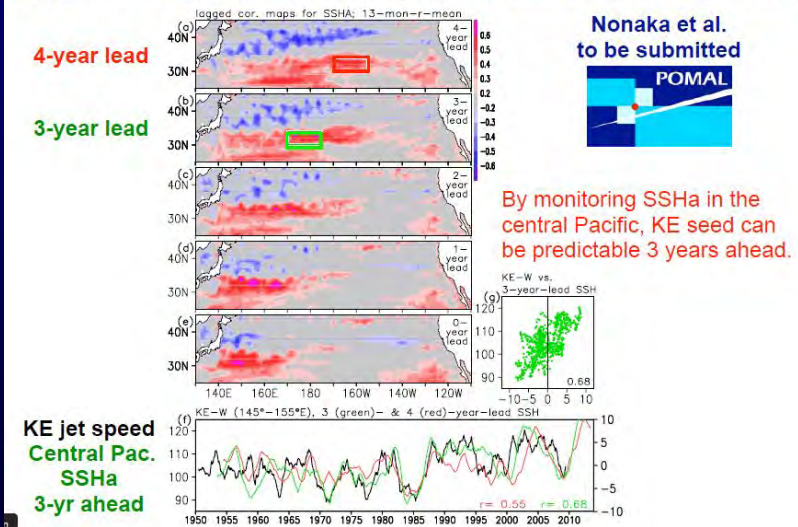 lagged cor. maps for SSHA; 13-mon-r-mean
4-year lead
3-year lead
(a)
40N
30N
4-
year
lead
(b)
40N
30N
3-
year
lead
(c)
40N
30N
2-
year
lead
(d)
40N
30N
1-
year
lead
(e)
40N
30N
0-
year
lead
140E 160E 180 160W 140W 120W
0.6
0.5
0.4
0.3
0.2
-0.2
-0.3
-0.4
-0.5
-0.6
Nonaka et al.
to be submitted
POMAL
By monitoring SSHa in the
central Pacific, KE seed can
be predictable 3 years ahead.
KE-W vs.
3-year-lead SSH
(g)
120
110
100
90
0.68
-10 -5 0 5 10
KE jet speed
Central Pac.
SSHa
3-yr ahead
(f) KE-W (145°-155°E), 3 (green)- & 4 (red)-year-lead SSH
120
110
100
90
10
5
0
-5
-10
r= 0.55 r= 0.68
1950 1955 1960 1965 1970 1975 1980 1985 1990 1995 2000 2005 2010